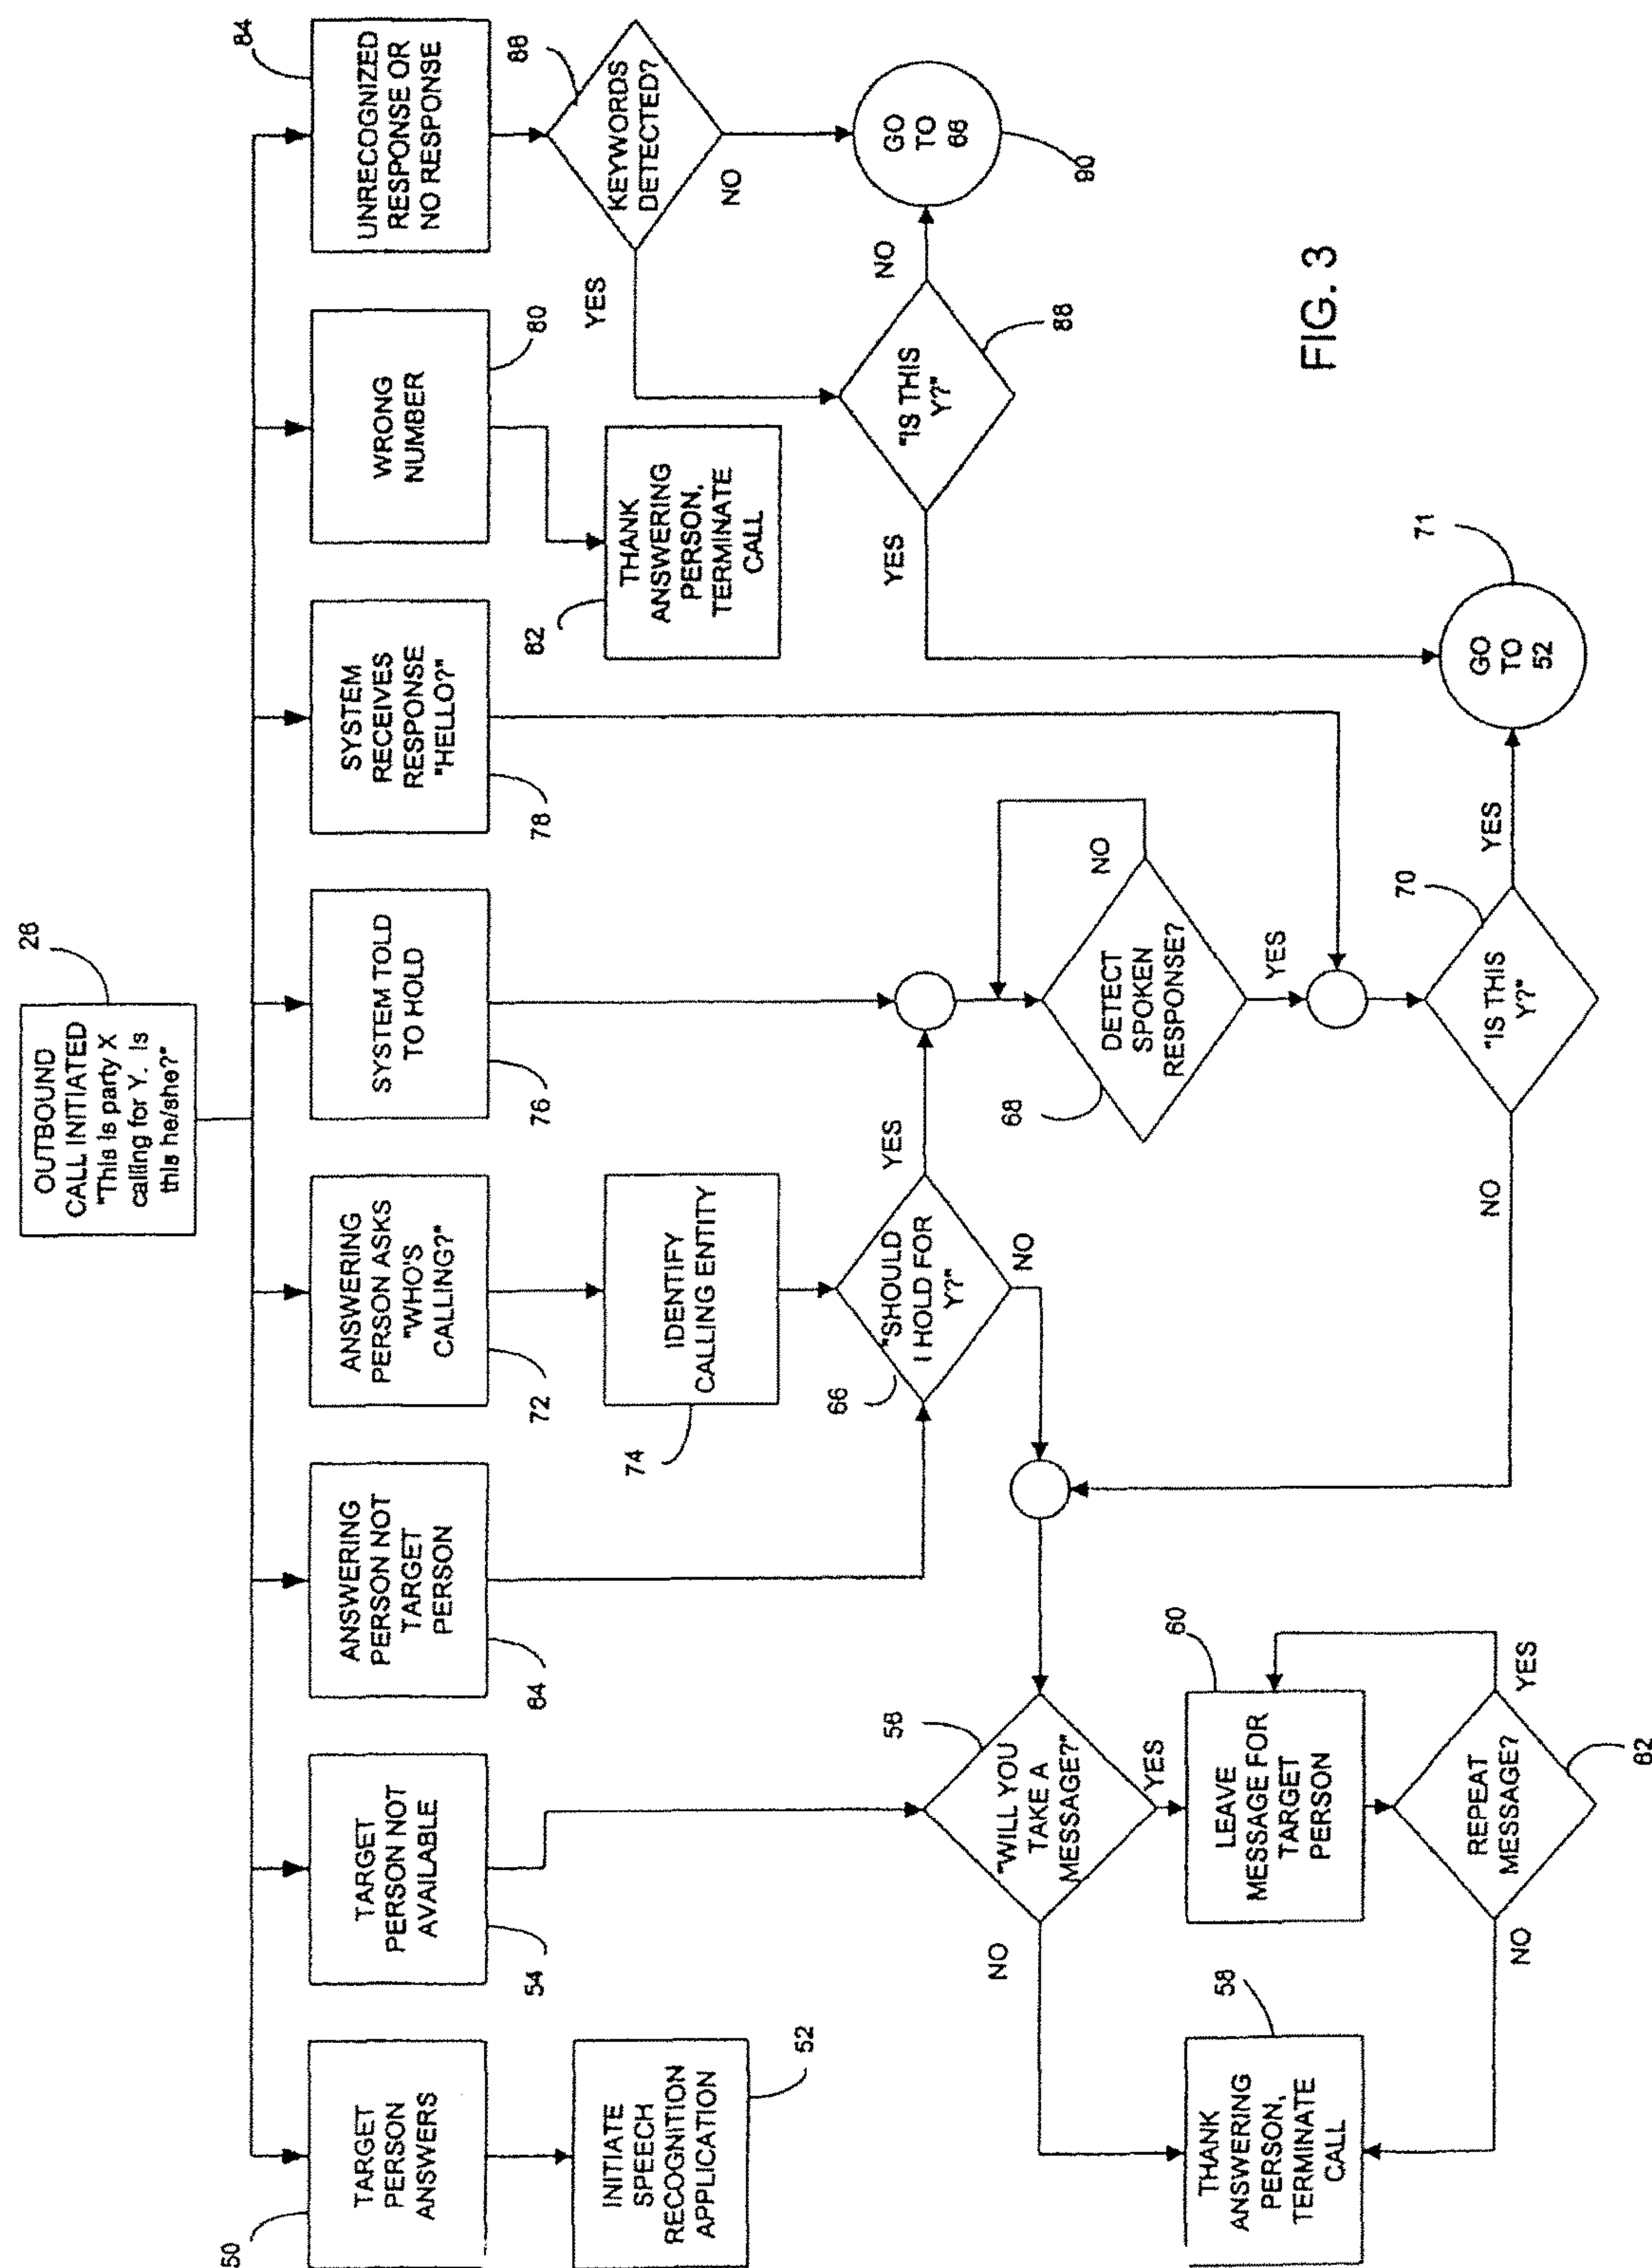 OUTBOUND
CALL INITIATED
"This is party X
calling for Y. Is
this he/she?"
26
TARGET
PERSON
ANSWERS
50
TARGET
PERSON NOT
AVAILABLE
54
ANSWERING
PERSON NOT
TARGET
PERSON
64
ANSWERING
PERSON ASKS
"WHO'S
CALLING?"
72
SYSTEM TOLD
TO HOLD
76
SYSTEM
RECEIVES
RESPONSE
"HELLO?"
78
WRONG
NUMBER
80
UNRECOGNIZED
RESPONSE OR
NO RESPONSE
84
INITIATE
SPEECH
RECOGNITION
APPLICATION
52
IDENTIFY
CALLING ENTITY
74
THANK
ANSWERING
PERSON,
TERMINATE
CALL
82
KEYWORDS
DETECTED?
86
YES
NO
"SHOULD
I HOLD FOR
Y?"
66
YES
NO
"IS THIS
Y?"
88
YES
NO
GO
TO
66
90
"WILL YOU
TAKE A
MESSAGE?"
56
NO
YES
DETECT
SPOKEN
RESPONSE?
68
NO
YES
THANK
ANSWERING
PERSON,
TERMINATE
CALL
58
LEAVE
MESSAGE FOR
TARGET
PERSON
60
REPEAT
MESSAGE?
62
NO
YES
"IS THIS
Y?"
70
NO
YES
GO
TO
52
71
FIG. 3